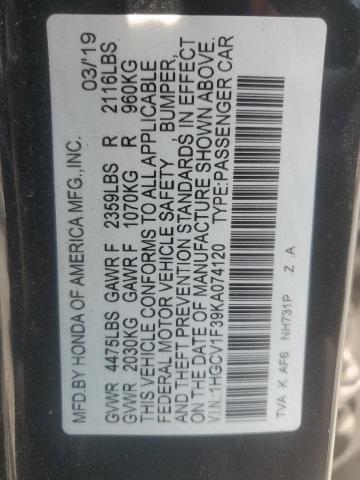 MFD.BY HONDA OF AMERICA MFG.,INC. 03/'19
GVWR 4475LBS GAWR F 2359LBS R 2116LBS
GVWR 2030KG GAWR F 1070KG R 960KG
THIS VEHICLE CONFORMS TO ALL APPLICABLE
FEDERAL MOTOR VEHICLE SAFETY, BUMPER,
AND THEFT PREVENTION STANDARDS IN EFFECT
ON THE DATE OF MANUFACTURE SHOWN ABOVE.
V.I.N.:1HGCV1F39KA074120 TYPE:PASSENGER CAR
TVA K AF6 NH731P Z .A